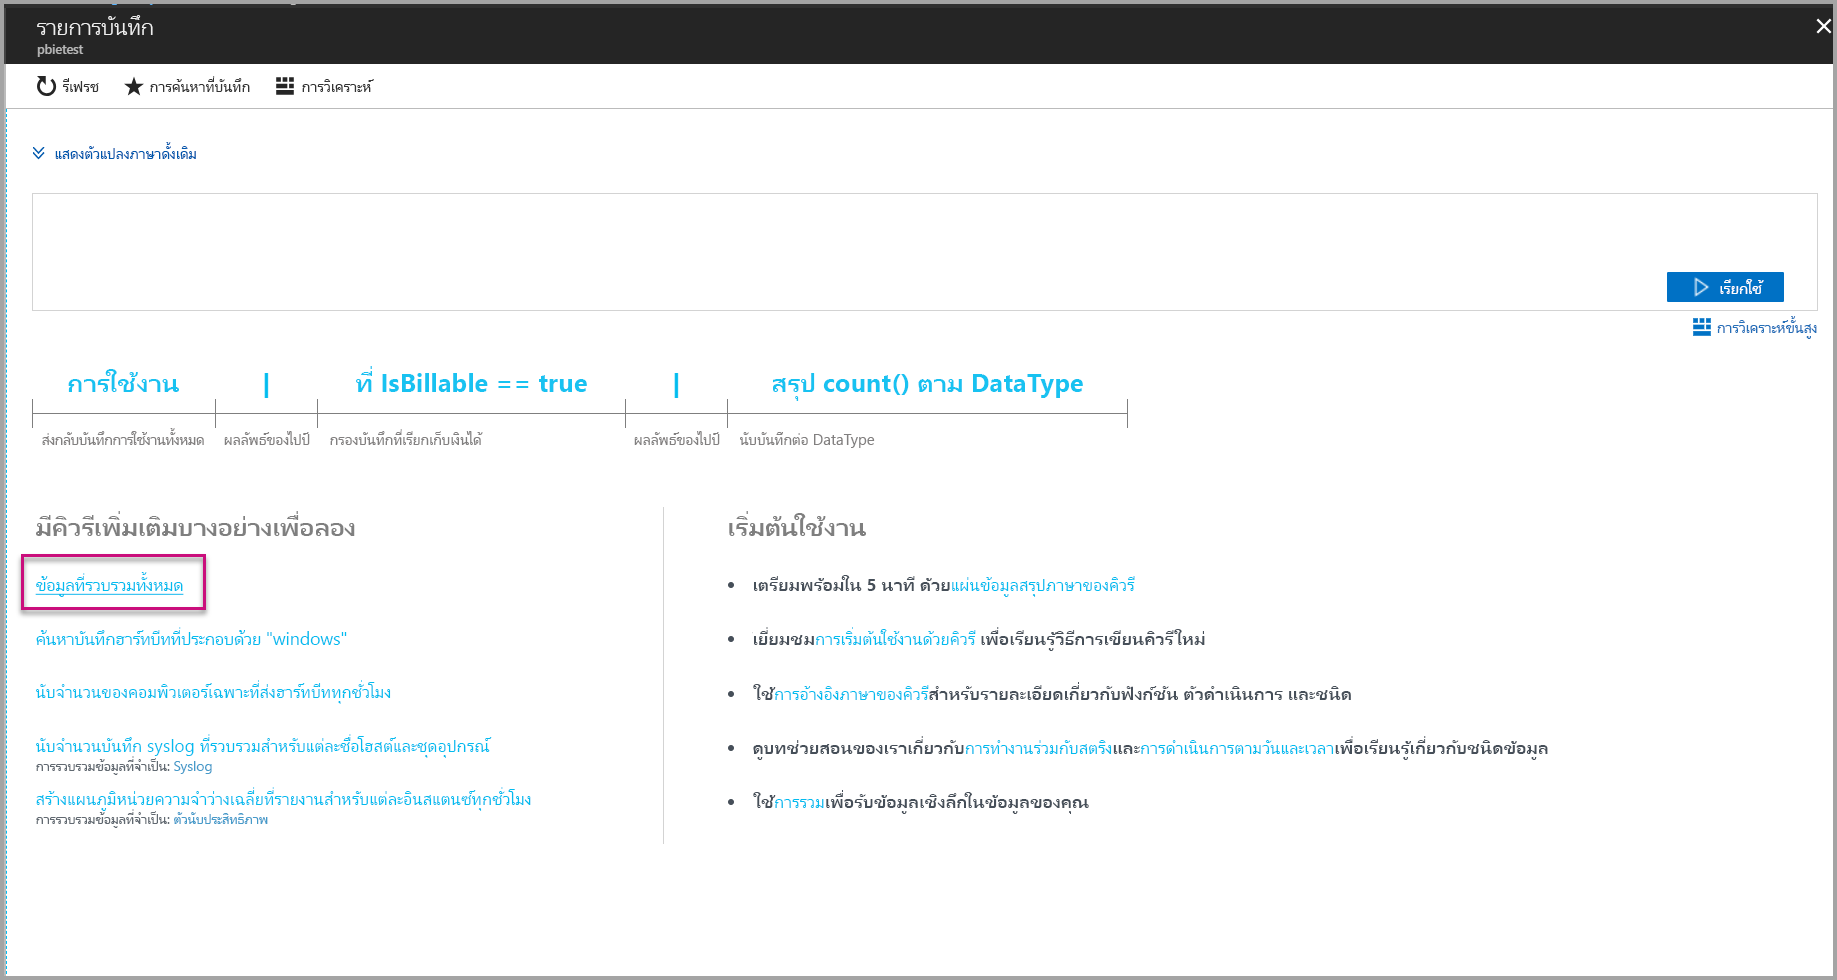 รายการบันทึก
pbietest
รีเฟรช การค้นหาที่บันทึก การวิเคราะห์
แสดงตัวแปลงภาษาดั้งเดิม
เรียกใช้
การวิเคราะห์ขั้นสูง
การใช้งาน | ที่ IsBillable == true | สรุป count() ตาม DataType
ส่งกลับบันทึกการใช้งานทั้งหมด ผลลัพธ์ของไปป์ กรองบันทึกที่เรียกเก็บเงินได้ ผลลัพธ์ของไปป์ นับบันทึกต่อ DataType
มีคิวรีเพิ่มเติมบางอย่างเพื่อลอง
ข้อมูลที่รวบรวมทั้งหมด
ค้นหาบันทึกฮาร์ทบีทที่ประกอบด้วย "windows"
นับจำนวนของคอมพิวเตอร์เฉพาะที่ส่งฮาร์ทบีททุกชั่วโมง
นับจำนวนบันทึก syslog ที่รวบรวมสำหรับแต่ละชื่อโฮสต์และชุดอุปกรณ์
การรวบรวมข้อมูลที่จำเป็น: Syslog
สร้างแผนภูมิหน่วยความจำว่างเฉลี่ยที่รายงานสำหรับแต่ละอินสแตนซ์ทุกชั่วโมง
การรวบรวมข้อมูลที่จำเป็น: ตัวนับประสิทธิภาพ
เริ่มต้นใช้งาน
• เตรียมพร้อมใน 5 นาที ด้วยแผ่นข้อมูลสรุปภาษาของคิวรี
• เยี่ยมชมการเริ่มต้นใช้งานด้วยคิวรี เพื่อเรียนรู้วิธีการเขียนคิวรีใหม่
• ใช้การอ้างอิงภาษาของคิวรีสำหรับรายละเอียดเกี่ยวกับฟังก์ชัน ตัวดำเนินการ และชนิด
• ดูบทช่วยสอนของเราเกี่ยวกับการทำงานร่วมกับสตริงและการดำเนินการตามวันและเวลาเพื่อเรียนรู้เกี่ยวกับชนิดข้อมูล
• ใช้การรวมเพื่อรับข้อมูลเชิงลึกในข้อมูลของคุณ